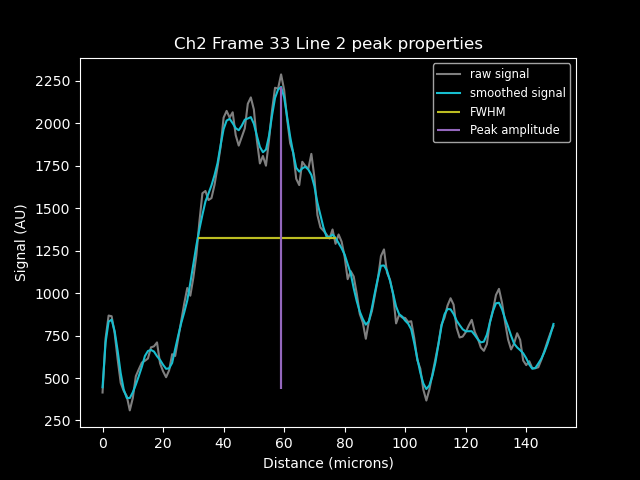 Ch2 Frame 33 Line 2 peak properties
raw signal
smoothed signal
FWHM
Peak amplitude
2250
2000
1750
1500
1250
1000
750
500
250
Signal (AU)
0 20 40 60 80 100 120 140
Distance (microns)